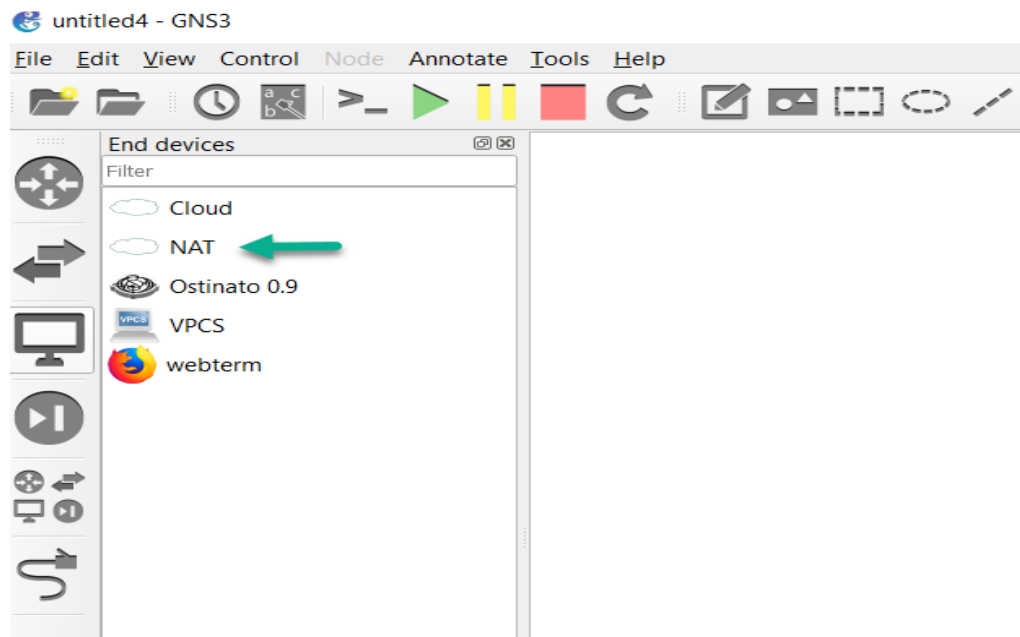 untitled4 - GNS3
File Edit View Control Node Annotate Tools Help
a c
b
End devices
Filter
Cloud
NAT
Ostinato 0.9
VPCS
VPCS
webterm